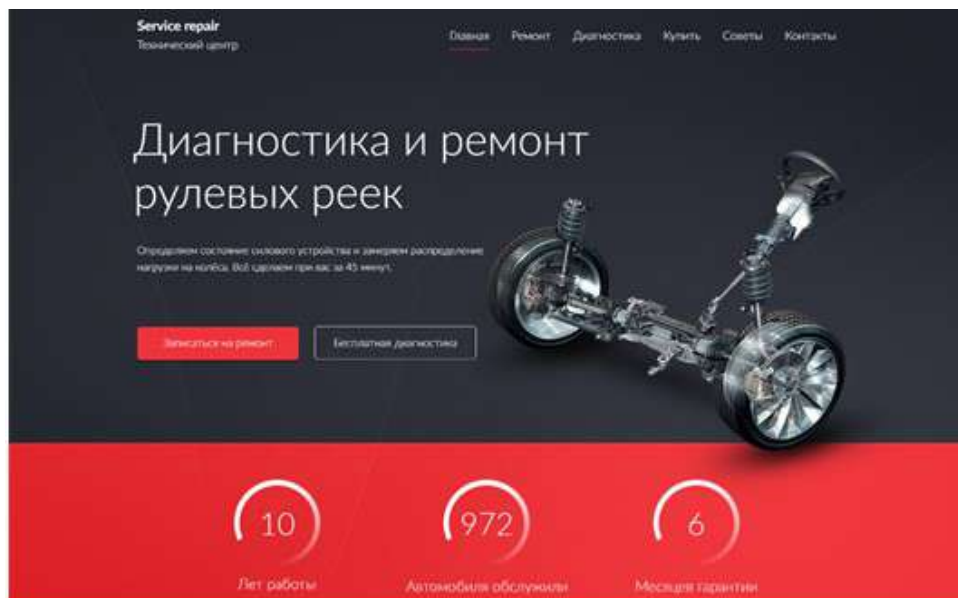 Service repair
Технический центр
Главная Ремонт Диагностика Купить Советы Контакты
Диагностика и ремонт
рулевых реек
Определяем состояние силового устройства и замеряем распределение
нагрузки на колёса. Всё сделаем при вас за 45 минут.
Записаться на ремонт
Бесплатная диагностика
10
972
6
Лет работы
Автомобиля обслужили
Месяцев гарантии